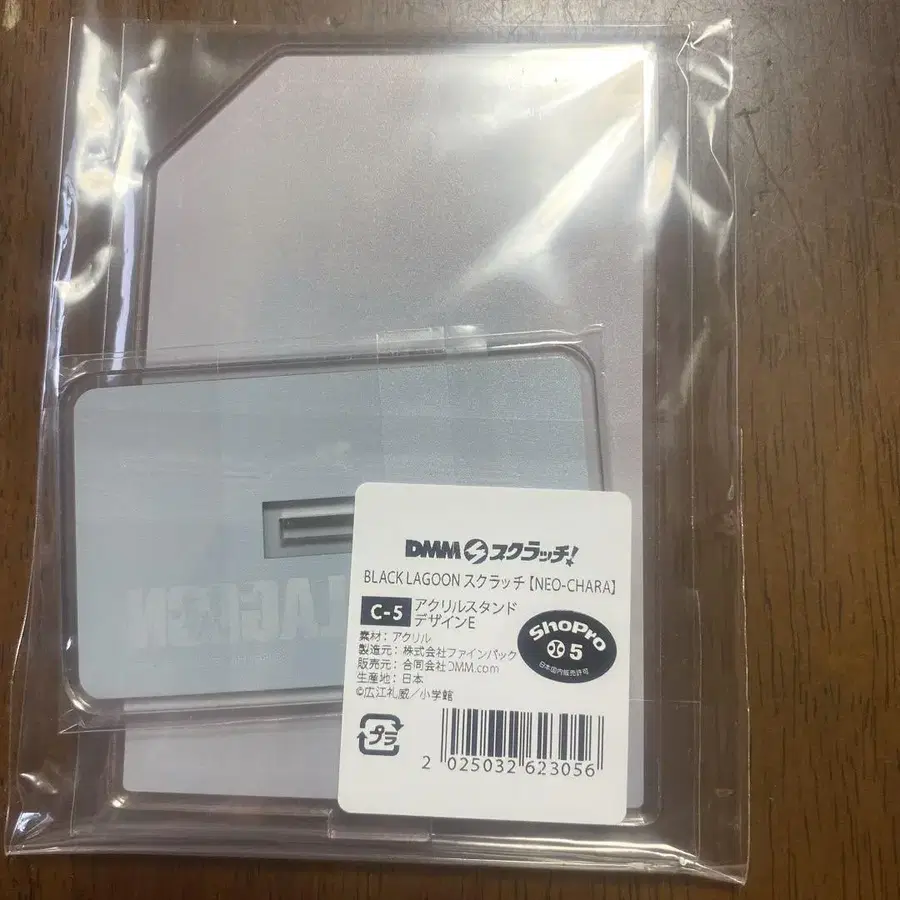 LAGOON
DMMスクラッチ!
BLACK LAGOON スクラッチ【NEO-CHARA】
C-5 アクリルスタンド
デザインE
素材:アクリル
製造元:株式会社ファインパック
販売元:合同会社DMM.com
生産地:日本
©広江礼威/小学館
ShoPro
5
日本国内販売許可
プラ
2 025032 623056